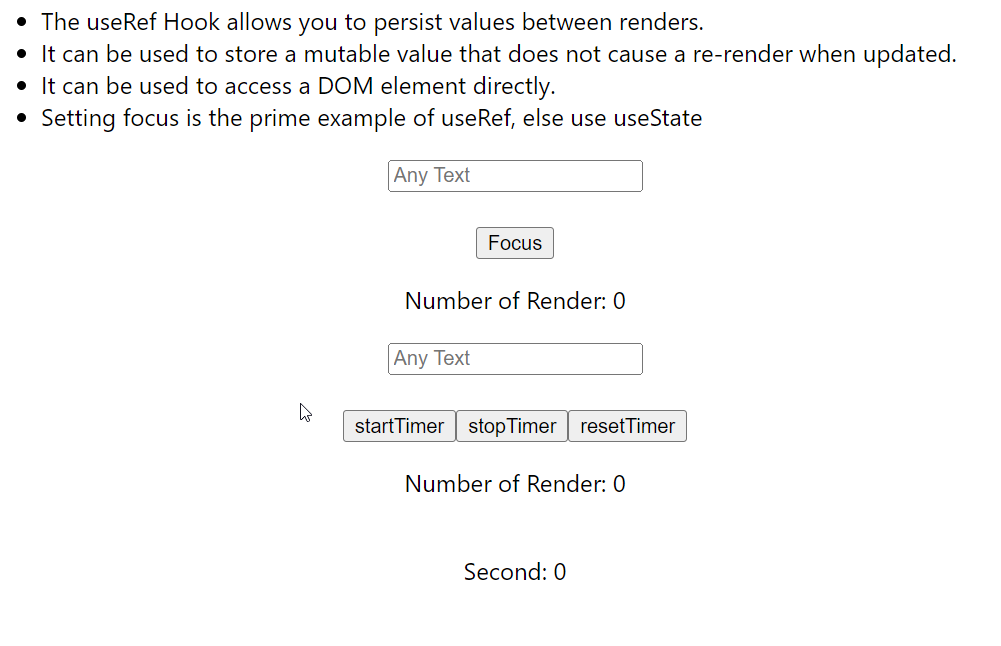 The useRef Hook allows you to persist values between renders.
It can be used to store a mutable value that does not cause a re-render when updated.
It can be used to access a DOM element directly.
Setting focus is the prime example of useRef, else use useState
Any Text
Focus
Number of Render: 0
Any Text
startTimer stopTimer resetTimer
Number of Render: 0
Second: 0